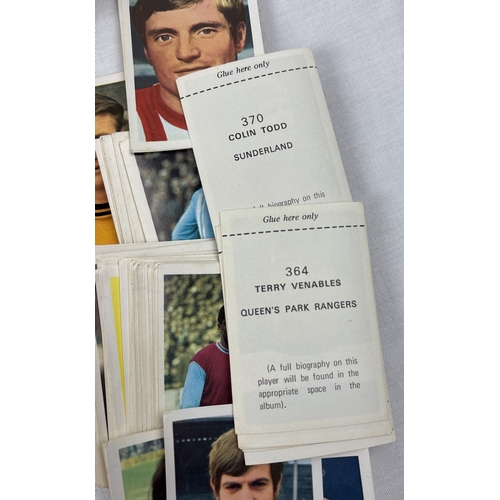 Glue here only
370
COLIN TODD
SUNDERLAND
full biography on this
Glue here only
364
TERRY VENABLES
QUEEN'S PARK RANGERS
(A full biography on this
player will be found in the
appropriate space in the
album).